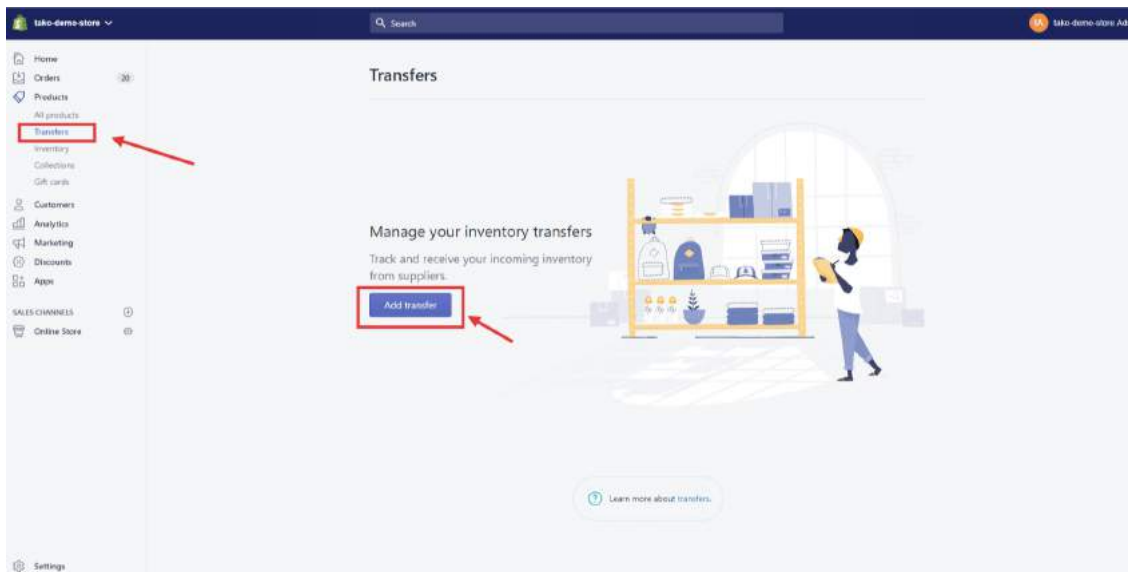 tako-demo-store
Search
tako-demo-store Ad
Home
Orders 20
Products
All products
Transfers
Inventory
Collections
Gift cards
Customers
Analytics
Marketing
Discounts
Apps
SALES CHANNELS
Online Store
Settings
Transfers
Manage your inventory transfers
Track and receive your incoming inventory
from suppliers.
Add transfer
Learn more about transfers.